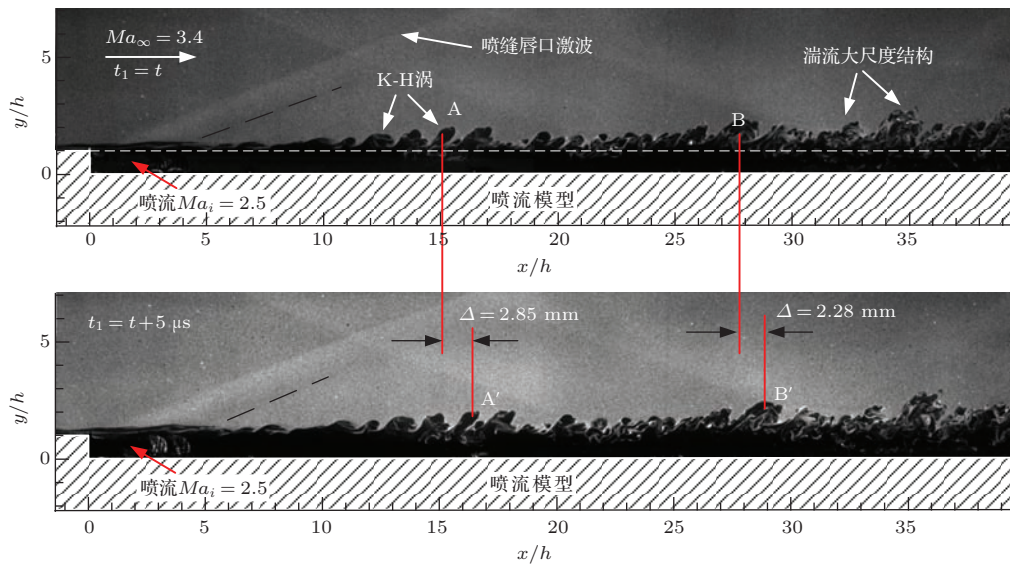 Ma∞ = 3.4
t₁ = t
喷缝唇口激波
湍流大尺度结构
K-H涡
A
B
5
0
y/h
喷流Maᵢ = 2.5
喷流模型
0 5 10 15 20 25 30 35
x/h
t₁ = t+5 μs
Δ = 2.85 mm
Δ = 2.28 mm
A′
B′
5
0
y/h
喷流Maᵢ = 2.5
喷流模型
0 5 10 15 20 25 30 35
x/h